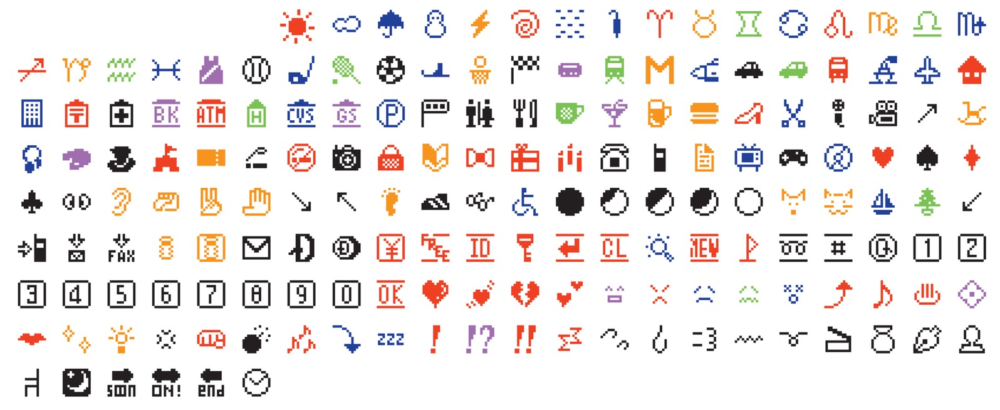 M
BK ATM H CVS GS P
FAX ¥ FREE ID CL NEW # 1 2
3 4 5 6 7 8 9 0 OK
zzz ! !? !!
soon ON! end